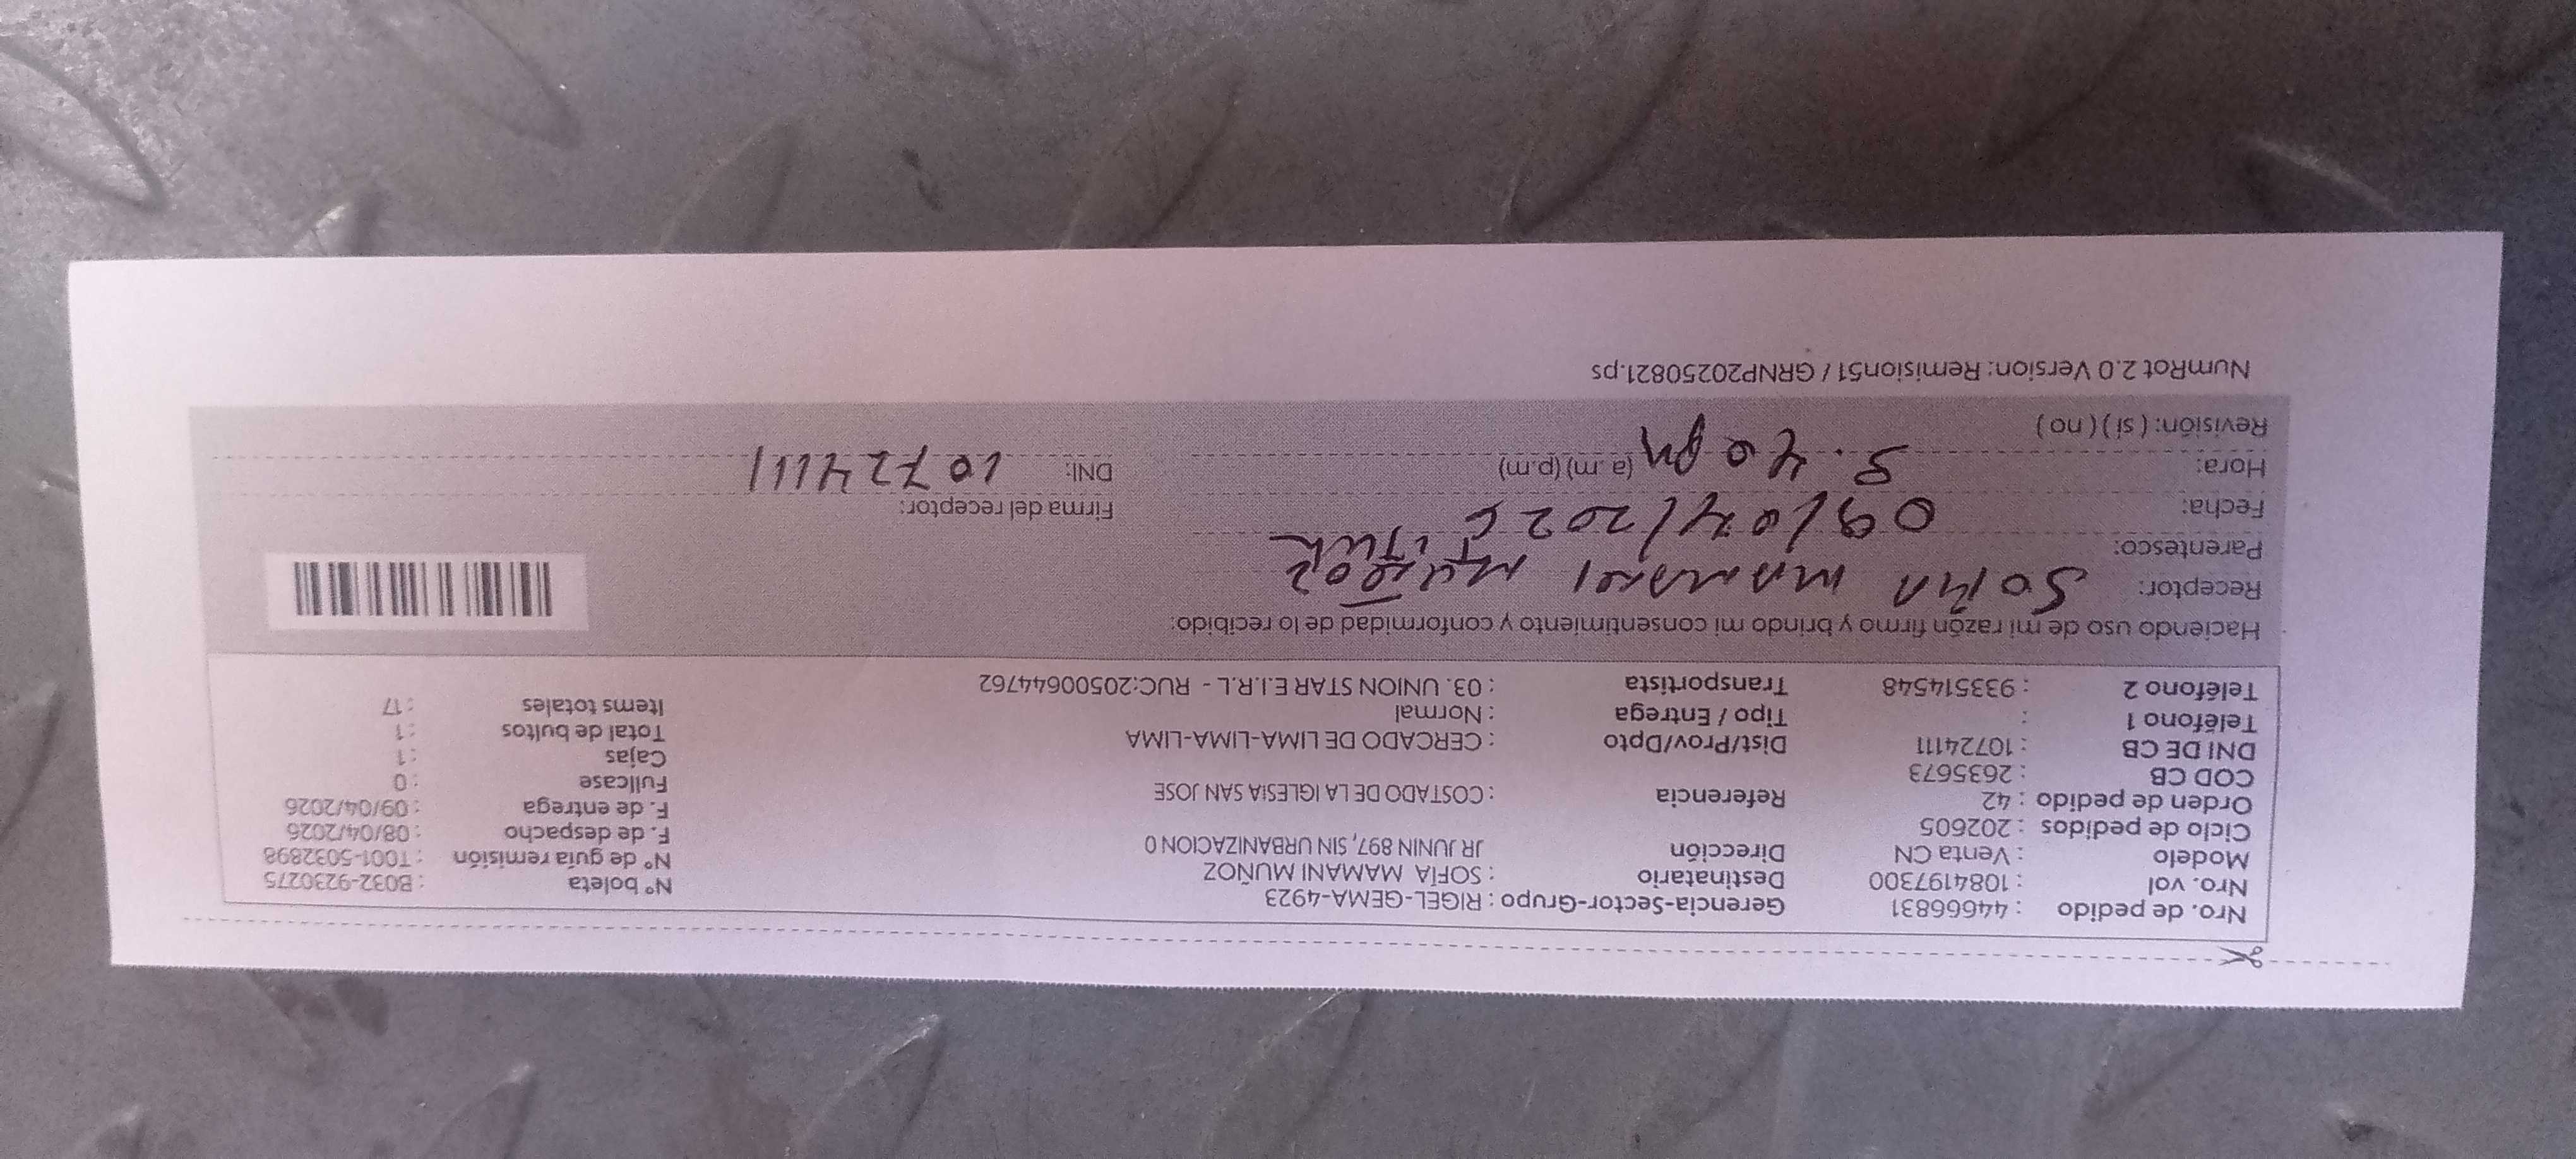 Nro. de pedido : 44666831 Gerencia-Sector-Grupo : RIGEL-GEMA-4923 N° boleta : B032-9230275
Nro. vol : 1084197300 Destinatario : SOFÍA MAMANI MUÑOZ N° de guía remisión : T001-5032898
Modelo : Venta CN Dirección JR JUNIN 897, SIN URBANIZACION 0 F. de despacho : 08/04/2026
Ciclo de pedidos : 202605 F. de entrega : 09/04/2026
Orden de pedido : 42 Referencia : COSTADO DE LA IGLESIA SAN JOSE Fullcase : 0
COD CB : 2635673 Cajas : 1
DNI DE CB : 10724111 Dist/Prov/Dpto : CERCADO DE LIMA-LIMA-LIMA Total de bultos : 1
Teléfono 1 : Tipo / Entrega : Normal Items totales : 17
Teléfono 2 : 933514548 Transportista : 03. UNION STAR E.I.R.L - RUC:20500644762
Haciendo uso de mi razón firmo y brindo mi consentimiento y conformidad de lo recibido:
Receptor: SOFIA MAMANI MUÑOZ
Parentesco: Titular
Fecha: 09/04/2026 Firma del receptor:
Hora: 5.40 pm (a.m) (p.m) DNI: 10724111
Revisión: ( si ) ( no )
NumRot 2.0 Version: Remision51 / GRNP20250821.ps